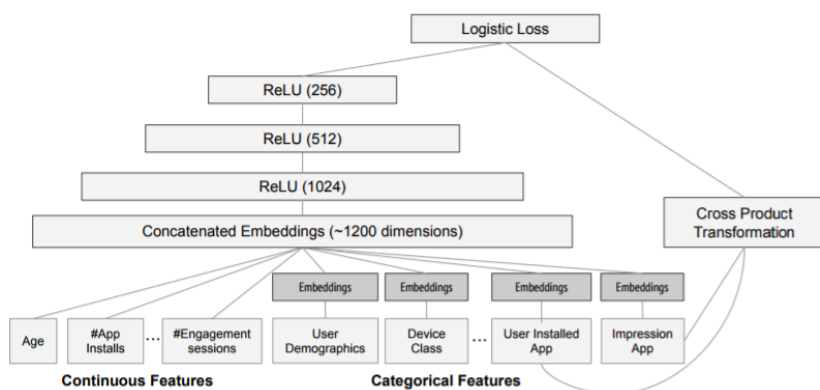 Logistic Loss
ReLU (256)
ReLU (512)
ReLU (1024)
Concatenated Embeddings (~1200 dimensions)
Cross Product
Transformation
Embeddings
Embeddings
Embeddings
Embeddings
Age
#App
Installs
...
#Engagement
sessions
User
Demographics
Device
Class
...
User Installed
App
Impression
App
Continuous Features
Categorical Features